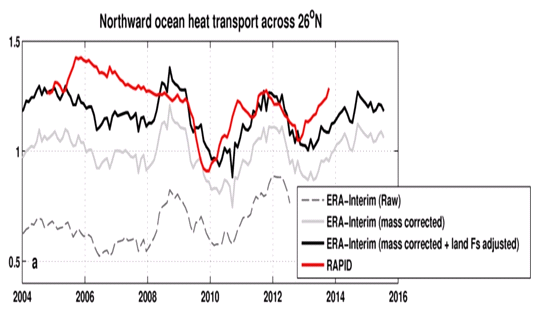 Northward ocean heat transport across 26°N
1.5
1
0.5
a
ERA-Interim (Raw)
ERA-Interim (mass corrected)
ERA-Interim (mass corrected + land Fs adjusted)
RAPID
2004 2006 2008 2010 2012 2014 2016